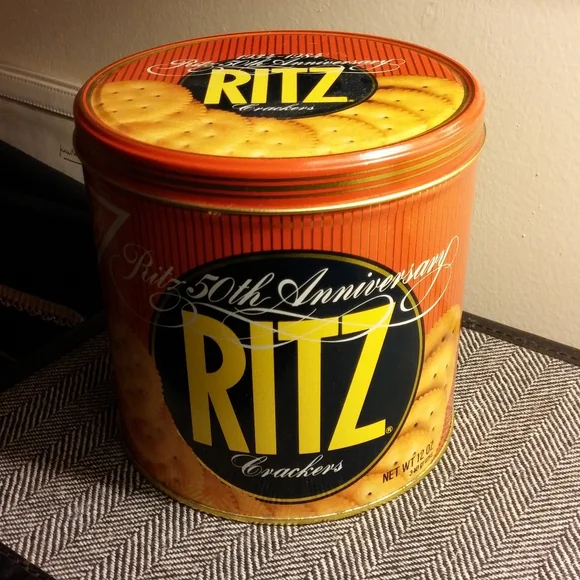 Ritz 50th Anniversary
RITZ
Crackers
Ritz 50th Anniversary
RITZ®
Crackers
NET WT 12 OZ